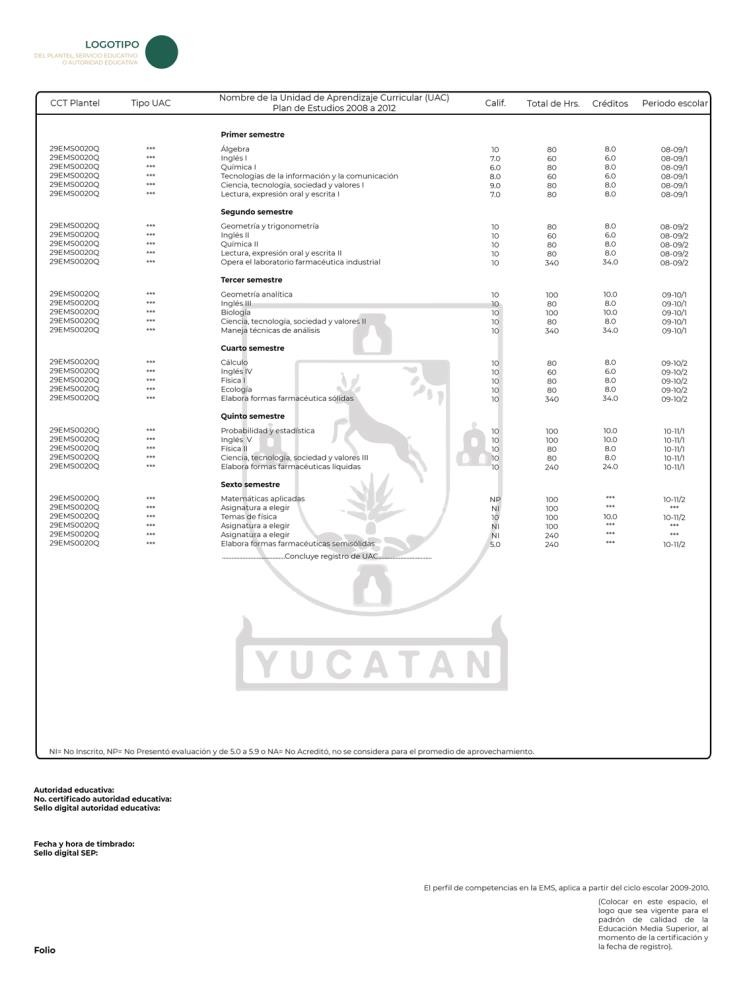 LOGOTIPO
DEL PLANTEL, SERVICIO EDUCATIVO
O AUTORIDAD EDUCATIVA
CCT Plantel Tipo UAC Nombre de la Unidad de Aprendizaje Curricular (UAC) Plan de Estudios 2008 a 2012 Calif. Total de Hrs. Créditos Periodo escolar
Primer semestre
29EMS0020Q *** Álgebra 10 80 8.0 08-09/1
29EMS0020Q *** Inglés I 7.0 60 6.0 08-09/1
29EMS0020Q *** Química I 6.0 80 8.0 08-09/1
29EMS0020Q *** Tecnologías de la información y la comunicación 8.0 60 6.0 08-09/1
29EMS0020Q *** Ciencia, tecnología, sociedad y valores I 9.0 80 8.0 08-09/1
29EMS0020Q *** Lectura, expresión oral y escrita I 7.0 80 8.0 08-09/1
Segundo semestre
29EMS0020Q *** Geometría y trigonometría 10 80 8.0 08-09/2
29EMS0020Q *** Inglés II 10 60 6.0 08-09/2
29EMS0020Q *** Química II 10 80 8.0 08-09/2
29EMS0020Q *** Lectura, expresión oral y escrita II 10 80 8.0 08-09/2
29EMS0020Q *** Opera el laboratorio farmacéutica industrial 10 340 34.0 08-09/2
Tercer semestre
29EMS0020Q *** Geometría analítica 10 100 10.0 09-10/1
29EMS0020Q *** Inglés III 10 80 8.0 09-10/1
29EMS0020Q *** Biología 10 100 10.0 09-10/1
29EMS0020Q *** Ciencia, tecnología, sociedad y valores II 10 80 8.0 09-10/1
29EMS0020Q *** Maneja técnicas de análisis 10 340 34.0 09-10/1
Cuarto semestre
29EMS0020Q *** Cálculo 10 80 8.0 09-10/2
29EMS0020Q *** Inglés IV 10 60 6.0 09-10/2
29EMS0020Q *** Física I 10 80 8.0 09-10/2
29EMS0020Q *** Ecología 10 80 8.0 09-10/2
29EMS0020Q *** Elabora formas farmacéutica sólidas 10 340 34.0 09-10/2
Quinto semestre
29EMS0020Q *** Probabilidad y estadística 10 100 10.0 10-11/1
29EMS0020Q *** Inglés V 10 100 10.0 10-11/1
29EMS0020Q *** Física II 10 80 8.0 10-11/1
29EMS0020Q *** Ciencia, tecnología, sociedad y valores III 10 80 8.0 10-11/1
29EMS0020Q *** Elabora formas farmacéuticas líquidas 10 240 24.0 10-11/1
Sexto semestre
29EMS0020Q *** Matemáticas aplicadas NP 100 *** 10-11/2
29EMS0020Q *** Asignatura a elegir NI 100 *** ***
29EMS0020Q *** Temas de física 10 100 10.0 10-11/2
29EMS0020Q *** Asignatura a elegir NI 100 *** ***
29EMS0020Q *** Asignatura a elegir NI 240 *** ***
29EMS0020Q *** Elabora formas farmacéuticas semisólidas 5.0 240 *** 10-11/2
....................................Concluye registro de UAC...............................
YUCATAN
NI= No Inscrito, NP= No Presentó evaluación y de 5.0 a 5.9 o NA= No Acreditó, no se considera para el promedio de aprovechamiento.
Autoridad educativa:
No. certificado autoridad educativa:
Sello digital autoridad educativa:
Fecha y hora de timbrado:
Sello digital SEP:
El perfil de competencias en la EMS, aplica a partir del ciclo escolar 2009-2010.
(Colocar en este espacio, el
logo que sea vigente para el
padrón de calidad de la
Educación Media Superior, al
momento de la certificación y
la fecha de registro).
Folio